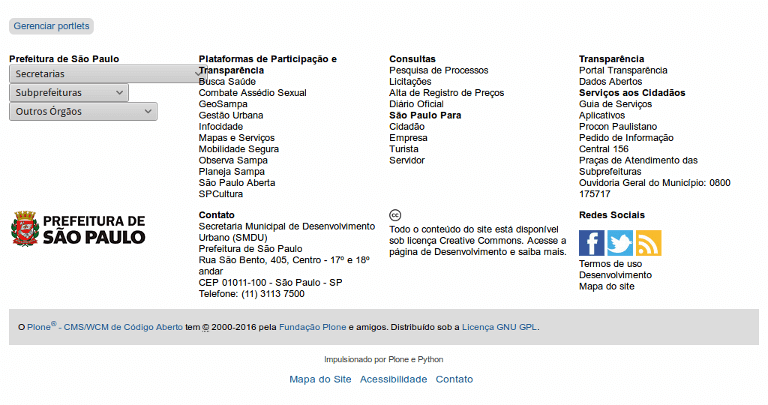 Gerenciar portlets
Prefeitura de São Paulo
Secretarias
Subprefeituras
Outros Órgãos
Plataformas de Participação e
Transparência
Busca Saúde
Combate Assédio Sexual
GeoSampa
Gestão Urbana
Infocidade
Mapas e Serviços
Mobilidade Segura
Observa Sampa
Planeja Sampa
São Paulo Aberta
SPCultura
Consultas
Pesquisa de Processos
Licitações
Alta de Registro de Preços
Diário Oficial
São Paulo Para
Cidadão
Empresa
Turista
Servidor
Transparência
Portal Transparência
Dados Abertos
Serviços aos Cidadãos
Guia de Serviços
Aplicativos
Procon Paulistano
Pedido de Informação
Central 156
Praças de Atendimento das
Subprefeituras
Ouvidoria Geral do Município: 0800
175717
PREFEITURA DE
SÃO PAULO
Contato
Secretaria Municipal de Desenvolvimento
Urbano (SMDU)
Prefeitura de São Paulo
Rua São Bento, 405, Centro - 17º e 18º
andar
CEP 01011-100 - São Paulo - SP
Telefone: (11) 3113 7500
cc
Todo o conteúdo do site está disponível
sob licença Creative Commons. Acesse a
página de Desenvolvimento e saiba mais.
Redes Sociais
Termos de uso
Desenvolvimento
Mapa do site
O Plone® - CMS/WCM de Código Aberto tem © 2000-2016 pela Fundação Plone e amigos. Distribuído sob a Licença GNU GPL.
Impulsionado por Plone e Python
Mapa do Site Acessibilidade Contato